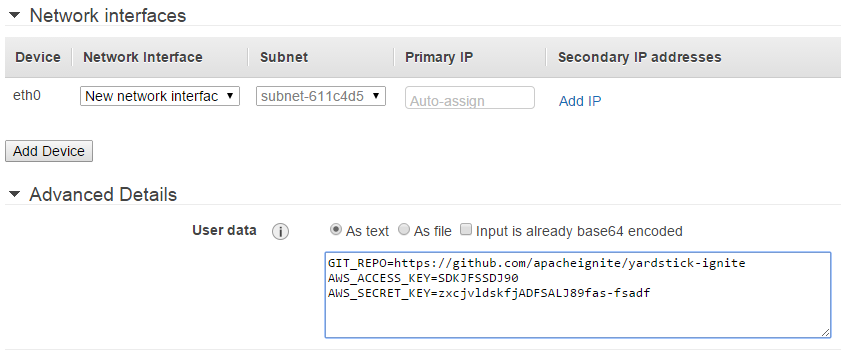 Network interfaces
Device Network Interface Subnet Primary IP Secondary IP addresses
eth0 New network interfac subnet-611c4d5 Auto-assign Add IP
Add Device
Advanced Details
User data i As text As file Input is already base64 encoded
GIT_REPO=https://github.com/apacheignite/yardstick-ignite
AWS_ACCESS_KEY=SDKJFSSDJ90
AWS_SECRET_KEY=zxcjvldskfjADFSALJ89fas-fsadf